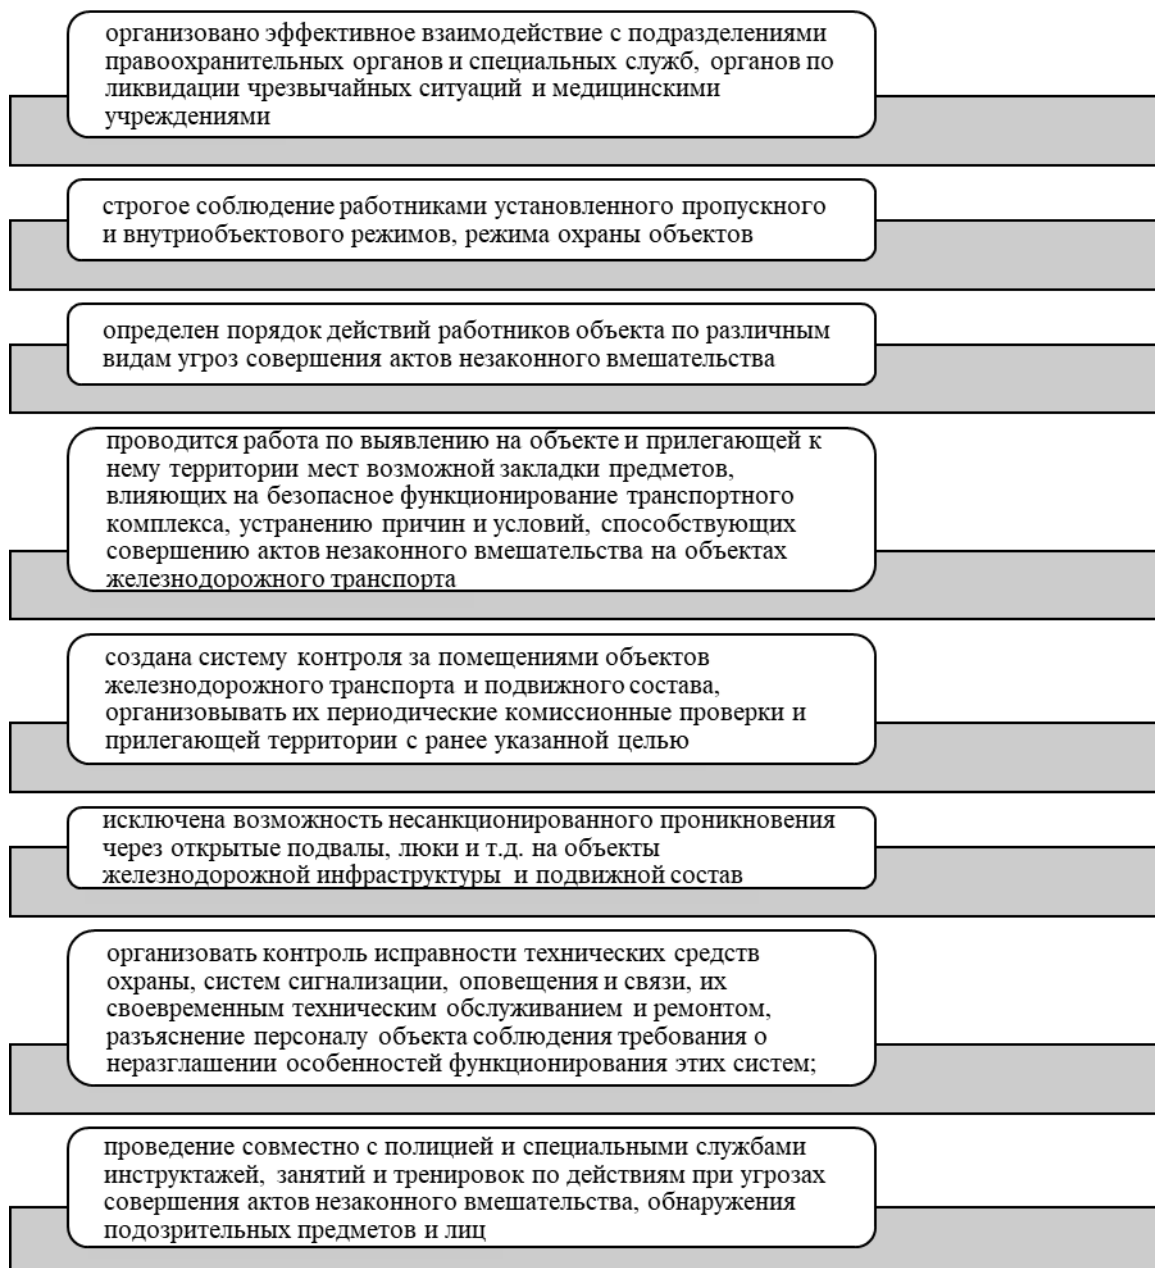 организовано эффективное взаимодействие с подразделениями
правоохранительных органов и специальных служб, органов по
ликвидации чрезвычайных ситуаций и медицинскими
учреждениями
строгое соблюдение работниками установленного пропускного
и внутриобъектового режимов, режима охраны объектов
определен порядок действий работников объекта по различным
видам угроз совершения актов незаконного вмешательства
проводится работа по выявлению на объекте и прилегающей к
нему территории мест возможной закладки предметов,
влияющих на безопасное функционирование транспортного
комплекса, устранению причин и условий, способствующих
совершению актов незаконного вмешательства на объектах
железнодорожного транспорта
создана систему контроля за помещениями объектов
железнодорожного транспорта и подвижного состава,
организовывать их периодические комиссионные проверки и
прилегающей территории с ранее указанной целью
исключена возможность несанкционированного проникновения
через открытые подвалы, люки и т.д. на объекты
железнодорожной инфраструктуры и подвижной состав
организовать контроль исправности технических средств
охраны, систем сигнализации, оповещения и связи, их
своевременным техническим обслуживанием и ремонтом,
разъяснение персоналу объекта соблюдения требования о
неразглашении особенностей функционирования этих систем;
проведение совместно с полицией и специальными службами
инструктажей, занятий и тренировок по действиям при угрозах
совершения актов незаконного вмешательства, обнаружения
подозрительных предметов и лиц